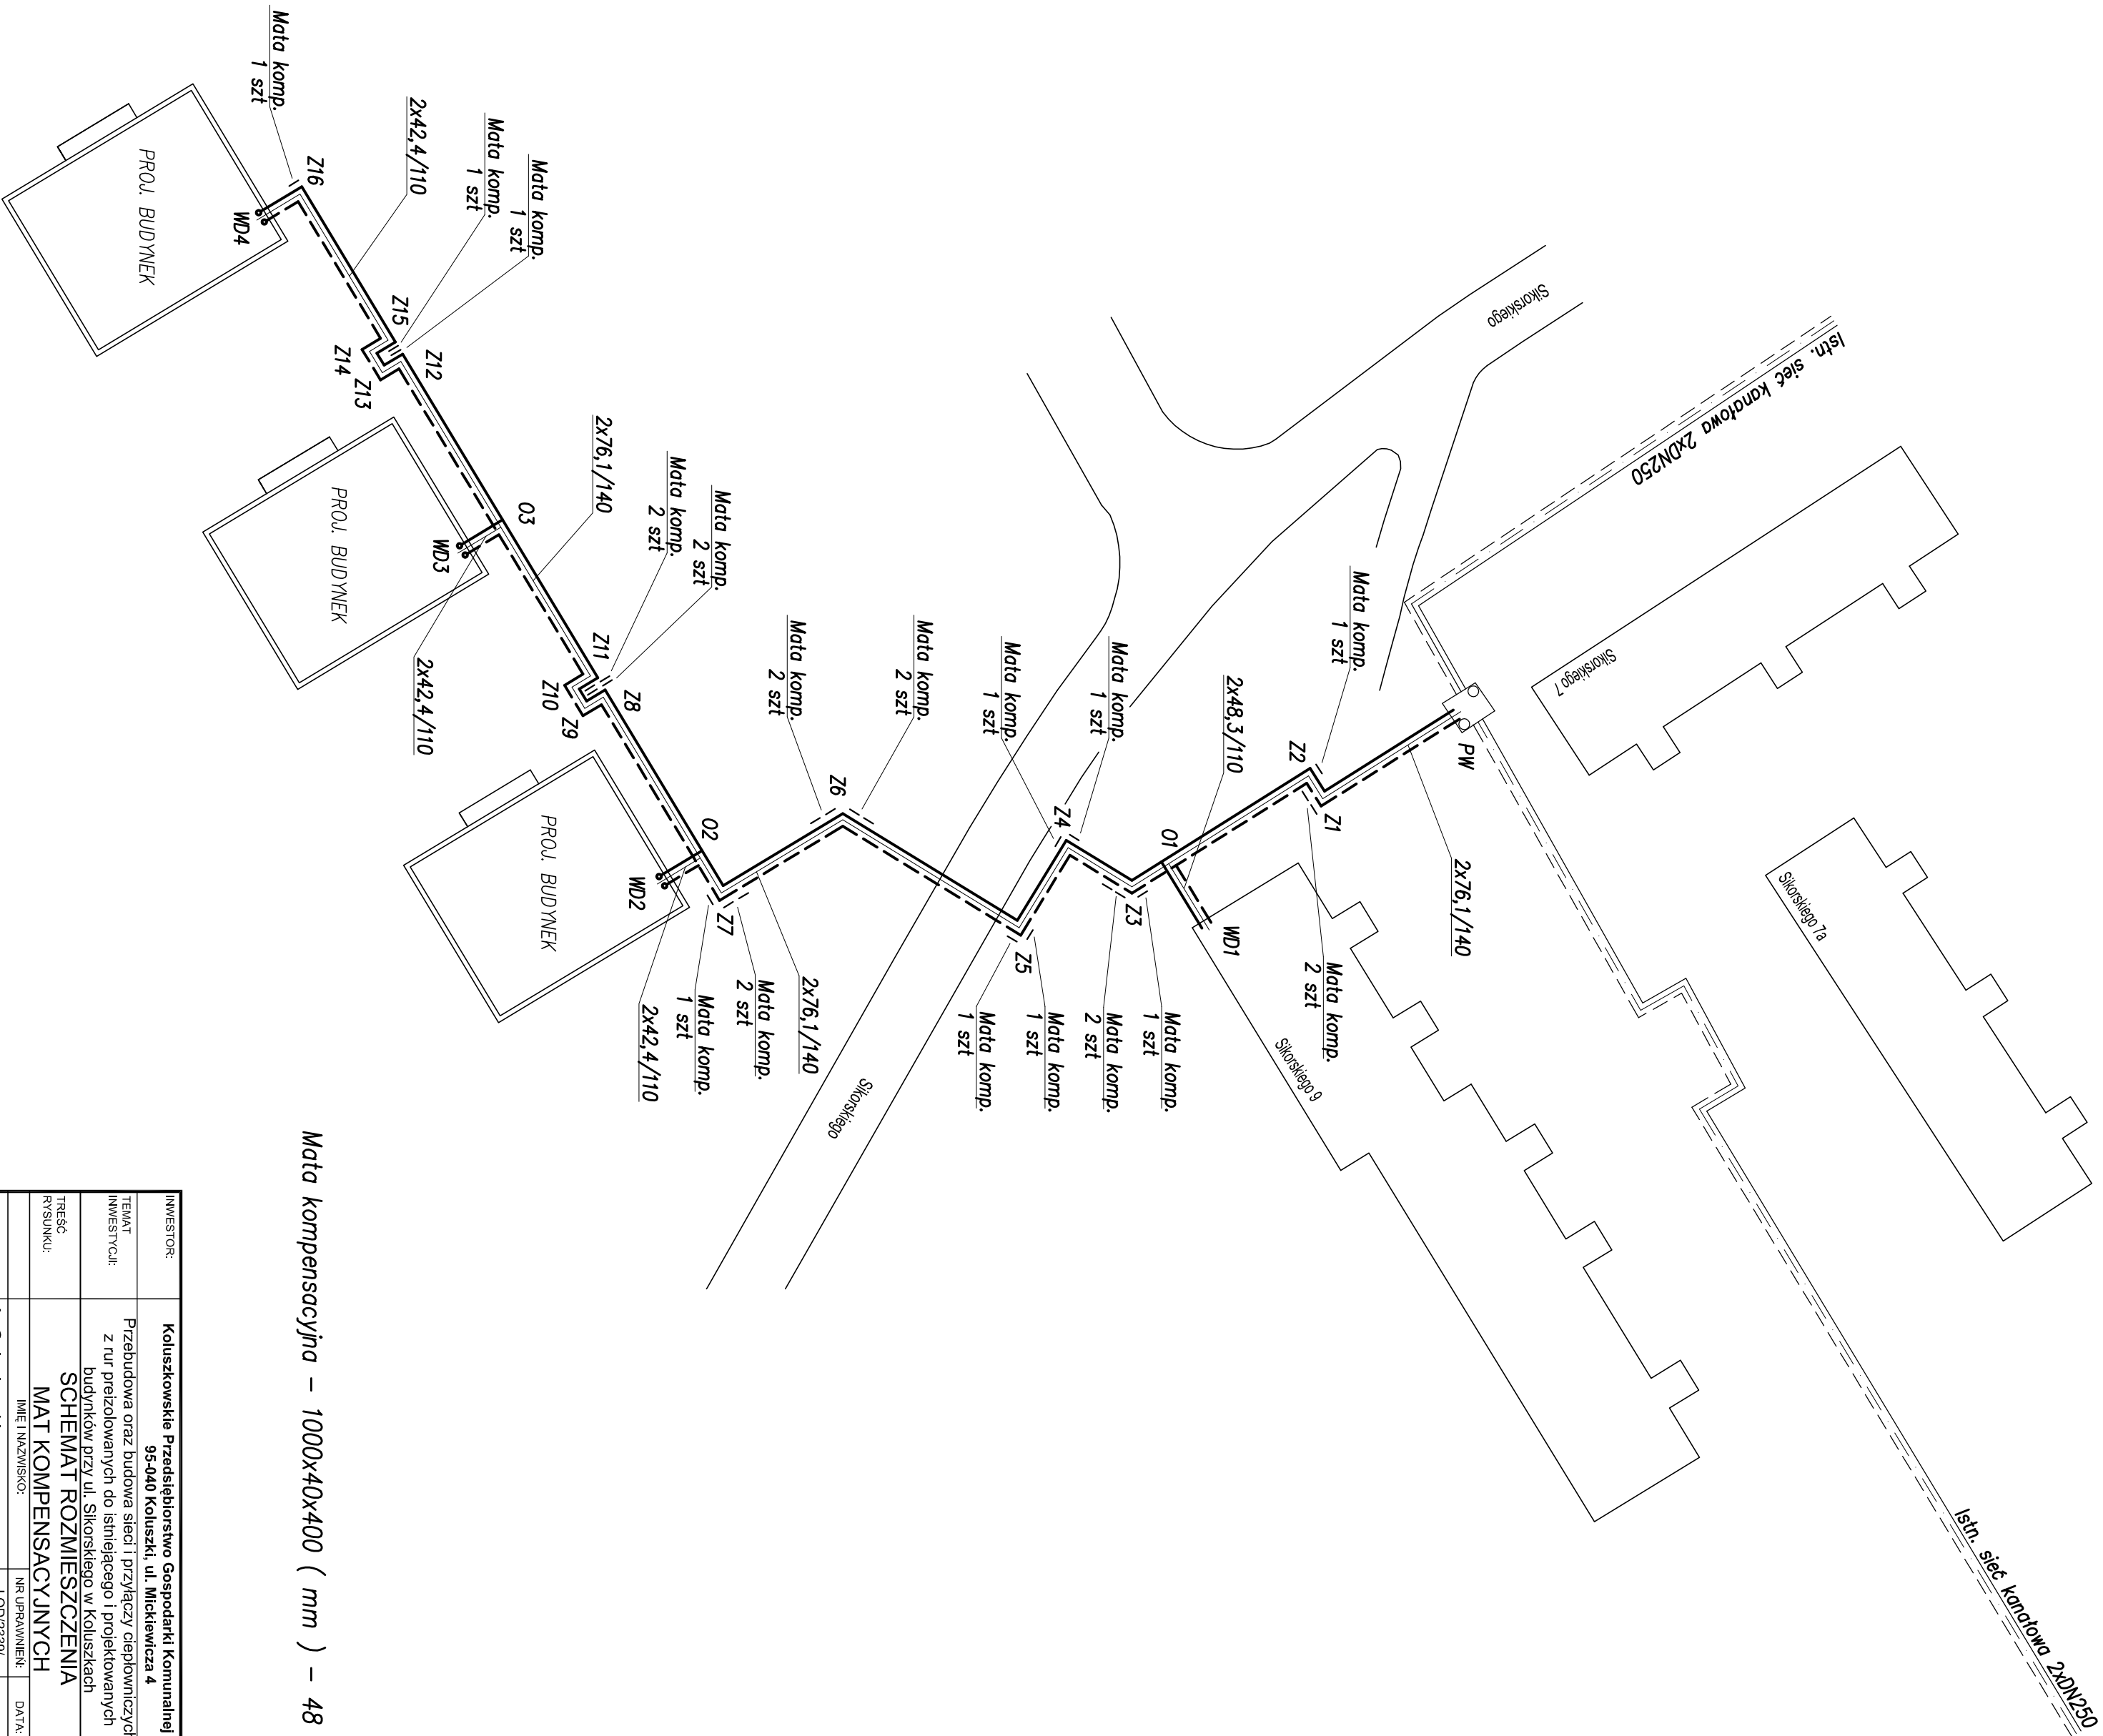 Istn. sieć kanałowa 2xDN250
Sikorskiego
Sikorskiego 7
Sikorskiego 7a
Istn. sieć kanałowa 2xDN250
PW
2x76,1/140
Mata komp.
1 szt
Z2
Z1
Mata komp.
2 szt
2x48,3/110
O1
WD1
Sikorskiego 9
Mata komp.
1 szt
Mata komp.
1 szt
Z4
Z3
Mata komp.
1 szt
Mata komp.
2 szt
Z5
Mata komp.
1 szt
Mata komp.
1 szt
Sikorskiego
Mata komp.
2 szt
Mata komp.
2 szt
Z6
2x76,1/140
Z7
Mata komp.
2 szt
Mata komp.
1 szt
2x42,4/110
O2
WD2
PROJ. BUDYNEK
Mata komp.
2 szt
Mata komp.
2 szt
Z8
Z11
Z10
Z9
2x76,1/140
O3
WD3
2x42,4/110
PROJ. BUDYNEK
Mata komp.
1 szt
Mata komp.
1 szt
Z12
Z15
Z14
Z13
2x42,4/110
Mata komp.
1 szt
Z16
WD4
PROJ. BUDYNEK
Mata kompensacyjna - 1000x40x400 ( mm ) - 48
INWESTOR:
Koluszkowskie Przedsiębiorstwo Gospodarki Komunalnej
95-040 Koluszki, ul. Mickiewicza 4
TEMAT
INWESTYCJI:
Przebudowa oraz budowa sieci i przyłączy ciepłowniczych
z rur preizolowanych do istniejącego i projektowanych
budynków przy ul. Sikorskiego w Koluszkach
TREŚĆ
RYSUNKU:
SCHEMAT ROZMIESZCZENIA
MAT KOMPENSACYJNYCH
IMIĘ I NAZWISKO:
NR UPRAWNIEŃ:
DATA: